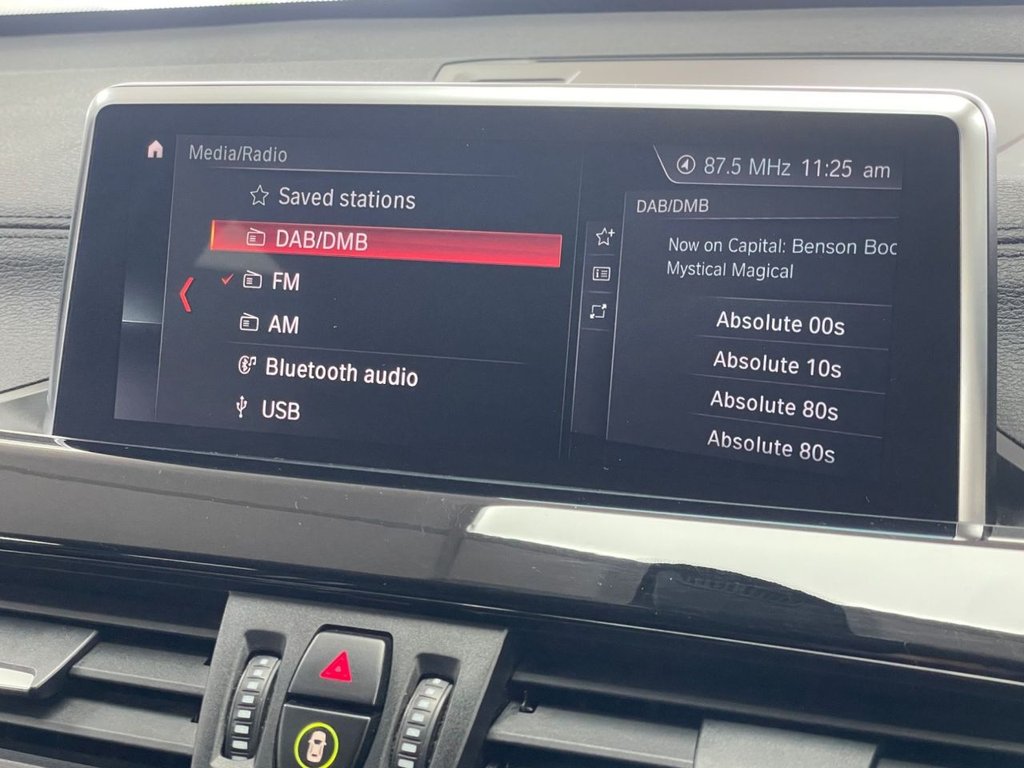 Media/Radio
Saved stations
DAB/DMB
FM
AM
Bluetooth audio
USB
87.5 MHz 11:25 am
DAB/DMB
Now on Capital: Benson Boc
Mystical Magical
Absolute 00s
Absolute 10s
Absolute 80s
Absolute 80s